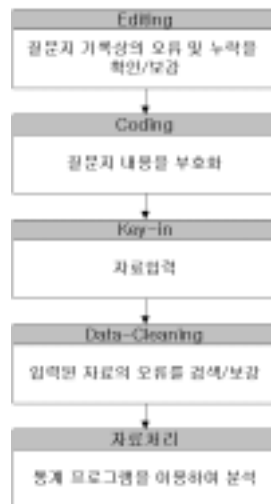 Editing
질문지 기록상의 오류 및 누락을
확인/보강
Coding
질문지 내용을 부호화
Key-in
자료입력
Data-Cleaning
입력된 자료의 오류를 검색/보강
자료처리
통계 프로그램을 이용하여 분석